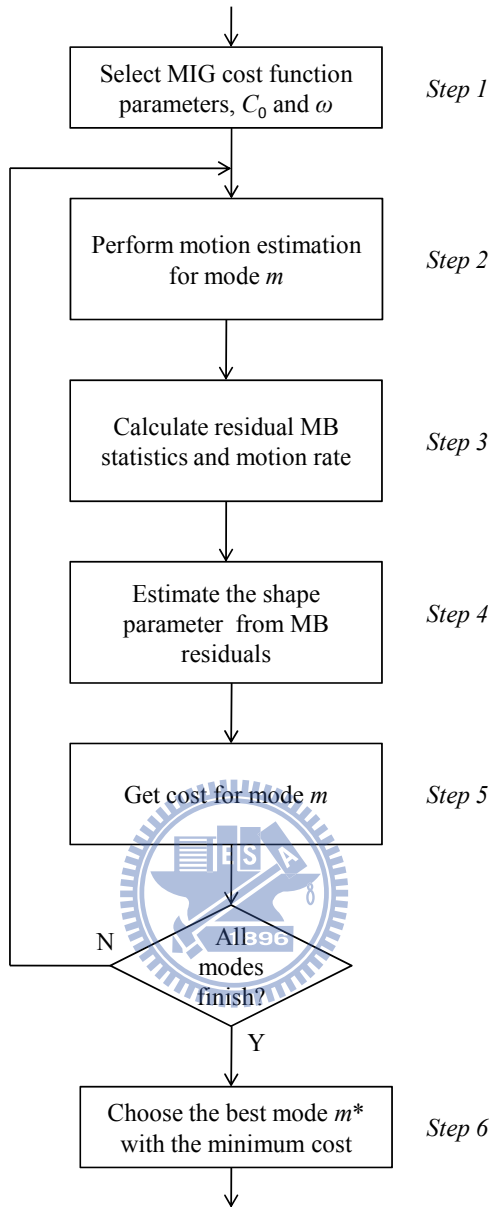 Select MIG cost function
parameters, C₀ and ω
Step 1
Perform motion estimation
for mode m
Step 2
Calculate residual MB
statistics and motion rate
Step 3
Estimate the shape
parameter from MB
residuals
Step 4
Get cost for mode m
Step 5
E S A
1896
N
All
modes
finish?
Y
Choose the best mode m*
with the minimum cost
Step 6